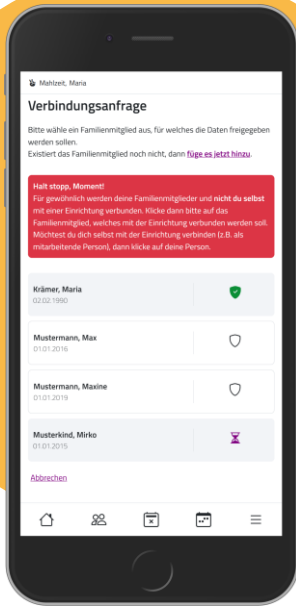 Mahlzeit, Maria
Verbindungsanfrage
Bitte wähle ein Familienmitglied aus, für welches die Daten freigegeben
werden sollen.
Existiert das Familienmitglied noch nicht, dann füge es jetzt hinzu.
Halt stopp, Moment!
Für gewöhnlich werden deine Familienmitglieder und nicht du selbst
mit einer Einrichtung verbunden. Klicke dann bitte auf das
Familienmitglied, welches mit der Einrichtung verbunden werden soll.
Möchtest du dich selbst mit der Einrichtung verbinden (z.B. als
mitarbeitende Person), dann klicke auf deine Person.
Krämer, Maria
02.02.1990
Mustermann, Max
01.01.2016
Mustermann, Maxine
01.01.2019
Musterkind, Mirko
01.01.2015
Abbrechen